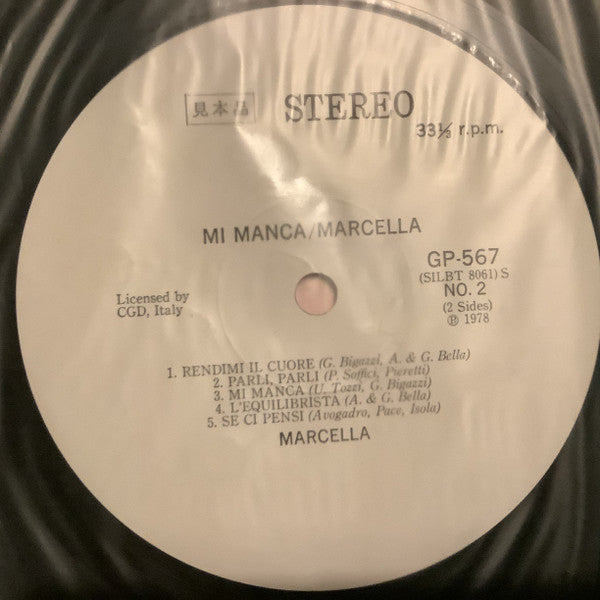 見本品 STEREO
33⅓ r.p.m.
MI MANCA/MARCELLA
GP-567
(SILBT 8061) S
NO. 2
(2 Sides)
Ⓟ 1978
Licensed by
CGD, Italy
1. RENDIMI IL CUORE (G. Bigazzi, A. & G. Bella)
2. PARLI, PARLI (P. Soffici, Pieretti)
3. MI MANCA (U. Tozzi, G. Bigazzi)
4. L'EQUILIBRISTA (A. & G. Bella)
5. SE CI PENSI (Avogadro, Pace, Isola)
MARCELLA